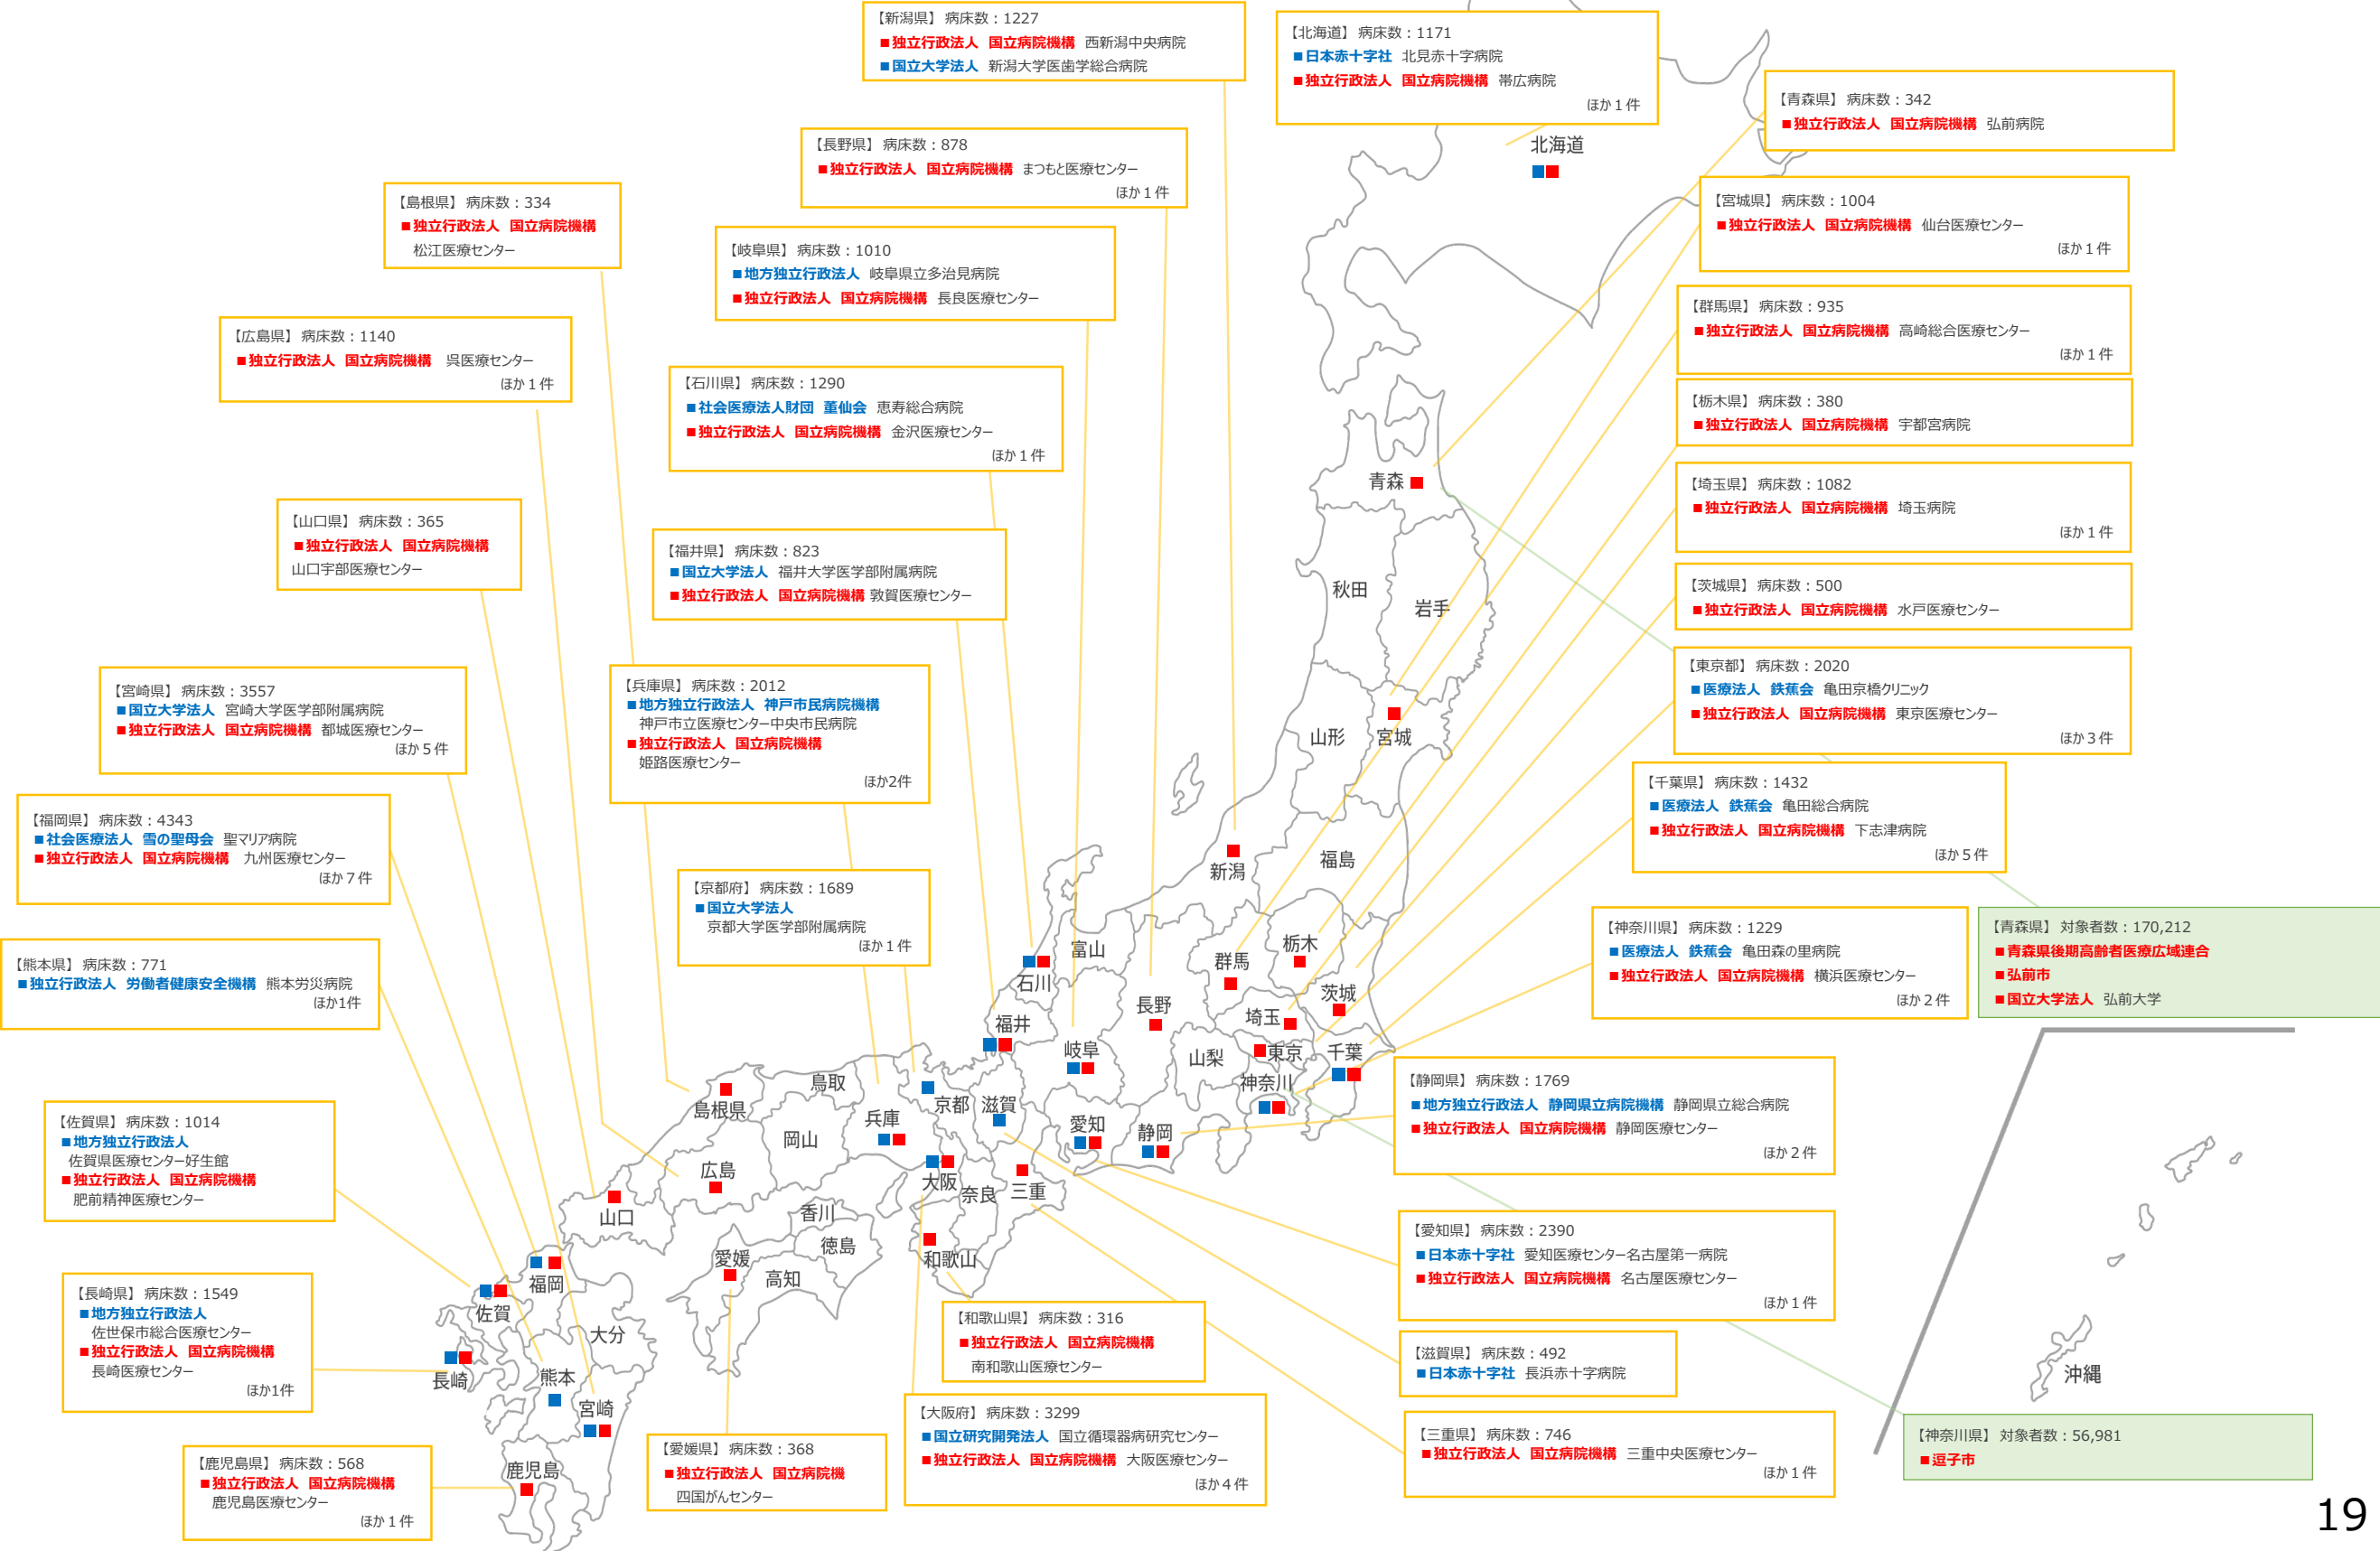 【新潟県】 病床数：1227
■独立行政法人 国立病院機構 西新潟中央病院
■国立大学法人 新潟大学医歯学総合病院
【北海道】 病床数：1171
■日本赤十字社 北見赤十字病院
■独立行政法人 国立病院機構 帯広病院
ほか１件
【青森県】 病床数：342
■独立行政法人 国立病院機構 弘前病院
【長野県】 病床数：878
■独立行政法人 国立病院機構 まつもと医療センター
ほか１件
【島根県】 病床数：334
■独立行政法人 国立病院機構
松江医療センター
【宮城県】 病床数：1004
■独立行政法人 国立病院機構 仙台医療センター
ほか１件
【岐阜県】 病床数：1010
■地方独立行政法人 岐阜県立多治見病院
■独立行政法人 国立病院機構 長良医療センター
【群馬県】 病床数：935
■独立行政法人 国立病院機構 高崎総合医療センター
ほか１件
【広島県】 病床数：1140
■独立行政法人 国立病院機構 呉医療センター
ほか１件
【石川県】 病床数：1290
■社会医療法人財団 董仙会 恵寿総合病院
■独立行政法人 国立病院機構 金沢医療センター
ほか１件
【栃木県】 病床数：380
■独立行政法人 国立病院機構 宇都宮病院
【埼玉県】 病床数：1082
■独立行政法人 国立病院機構 埼玉病院
ほか１件
【山口県】 病床数：365
■独立行政法人 国立病院機構
山口宇部医療センター
【福井県】 病床数：823
■国立大学法人 福井大学医学部附属病院
■独立行政法人 国立病院機構 敦賀医療センター
【茨城県】 病床数：500
■独立行政法人 国立病院機構 水戸医療センター
【宮崎県】 病床数：3557
■国立大学法人 宮崎大学医学部附属病院
■独立行政法人 国立病院機構 都城医療センター
ほか５件
【兵庫県】 病床数：2012
■地方独立行政法人 神戸市民病院機構
神戸市立医療センター中央市民病院
■独立行政法人 国立病院機構
姫路医療センター
ほか2件
【東京都】 病床数：2020
■医療法人 鉄蕉会 亀田京橋クリニック
■独立行政法人 国立病院機構 東京医療センター
ほか３件
【千葉県】 病床数：1432
■医療法人 鉄蕉会 亀田総合病院
■独立行政法人 国立病院機構 下志津病院
ほか５件
【福岡県】 病床数：4343
■社会医療法人 雪の聖母会 聖マリア病院
■独立行政法人 国立病院機構 九州医療センター
ほか７件
【京都府】 病床数：1689
■国立大学法人
京都大学医学部附属病院
ほか１件
【神奈川県】 病床数：1229
■医療法人 鉄蕉会 亀田森の里病院
■独立行政法人 国立病院機構 横浜医療センター
ほか２件
【青森県】 対象者数：170,212
■青森県後期高齢者医療広域連合
■弘前市
■国立大学法人 弘前大学
【熊本県】 病床数：771
■独立行政法人 労働者健康安全機構 熊本労災病院
ほか1件
【静岡県】 病床数：1769
■地方独立行政法人 静岡県立病院機構 静岡県立総合病院
■独立行政法人 国立病院機構 静岡医療センター
ほか２件
【佐賀県】 病床数：1014
■地方独立行政法人
佐賀県医療センター好生館
■独立行政法人 国立病院機構
肥前精神医療センター
【愛知県】 病床数：2390
■日本赤十字社 愛知医療センター名古屋第一病院
■独立行政法人 国立病院機構 名古屋医療センター
ほか１件
【長崎県】 病床数：1549
■地方独立行政法人
佐世保市総合医療センター
■独立行政法人 国立病院機構
長崎医療センター
ほか1件
【和歌山県】 病床数：316
■独立行政法人 国立病院機構
南和歌山医療センター
【滋賀県】 病床数：492
■日本赤十字社 長浜赤十字病院
【大阪府】 病床数：3299
■国立研究開発法人 国立循環器病研究センター
■独立行政法人 国立病院機構 大阪医療センター
ほか４件
【三重県】 病床数：746
■独立行政法人 国立病院機構 三重中央医療センター
ほか１件
【神奈川県】 対象者数：56,981
■逗子市
【愛媛県】 病床数：368
■独立行政法人 国立病院機
四国がんセンター
【鹿児島県】 病床数：568
■独立行政法人 国立病院機構
鹿児島医療センター
ほか１件
北海道
青森
秋田
岩手
山形
宮城
新潟
福島
富山
石川
群馬
栃木
茨城
長野
埼玉
福井
岐阜
山梨
東京
千葉
神奈川
鳥取
島根県
京都
滋賀
兵庫
岡山
愛知
静岡
広島
大阪
奈良
三重
山口
香川
徳島
和歌山
愛媛
高知
福岡
佐賀
大分
長崎
熊本
宮崎
鹿児島
沖縄
19